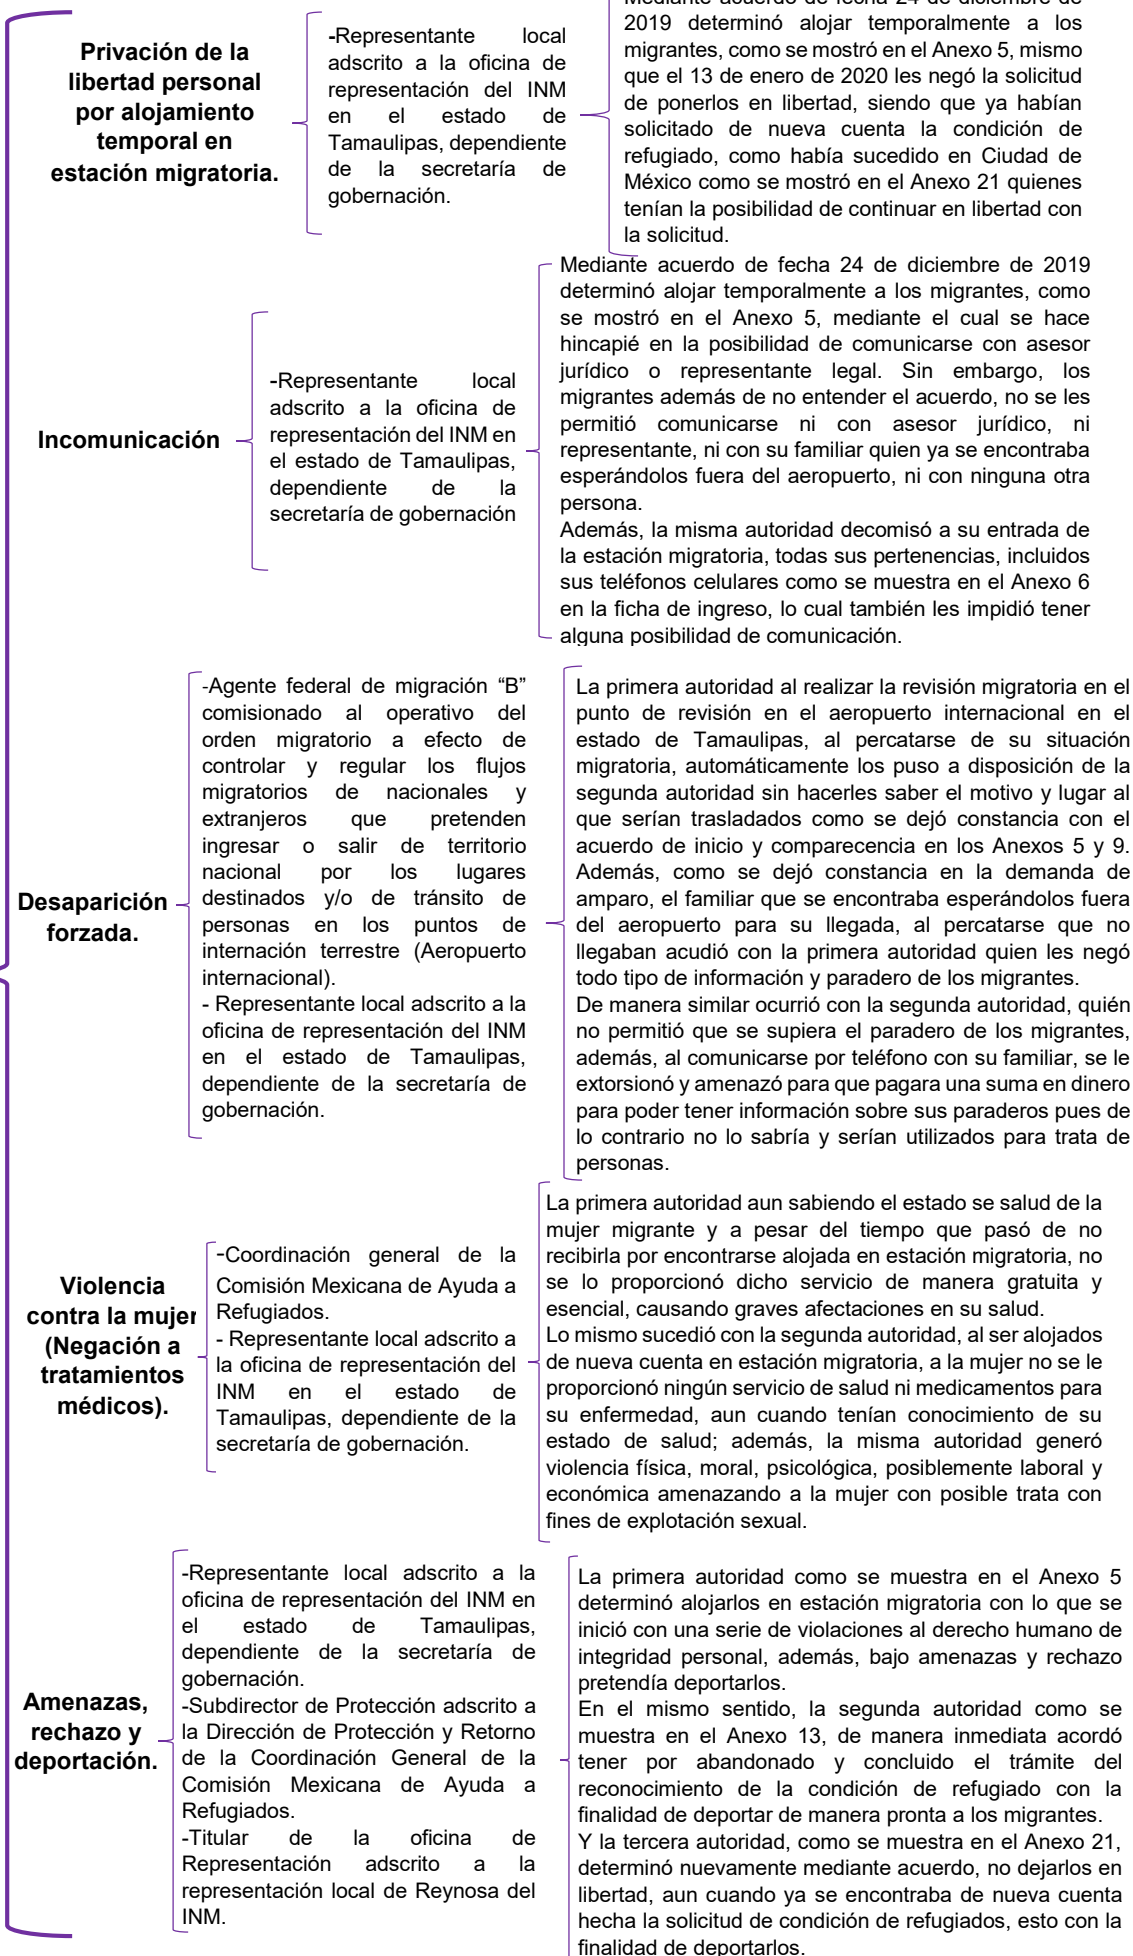 Privación de la
libertad personal
por alojamiento
temporal en
estación migratoria.
-Representante local
adscrito a la oficina de
representación del INM
en el estado de
Tamaulipas, dependiente
de la secretaría de
gobernación.
Mediante acuerdo de fecha 24 de diciembre de
2019 determinó alojar temporalmente a los
migrantes, como se mostró en el Anexo 5, mismo
que el 13 de enero de 2020 les negó la solicitud
de ponerlos en libertad, siendo que ya habían
solicitado de nueva cuenta la condición de
refugiado, como había sucedido en Ciudad de
México como se mostró en el Anexo 21 quienes
tenían la posibilidad de continuar en libertad con
la solicitud.
Incomunicación
-Representante local
adscrito a la oficina de
representación del INM en
el estado de Tamaulipas,
dependiente de la
secretaría de gobernación
Mediante acuerdo de fecha 24 de diciembre de 2019
determinó alojar temporalmente a los migrantes, como
se mostró en el Anexo 5, mediante el cual se hace
hincapié en la posibilidad de comunicarse con asesor
jurídico o representante legal. Sin embargo, los
migrantes además de no entender el acuerdo, no se les
permitió comunicarse ni con asesor jurídico, ni
representante, ni con su familiar quien ya se encontraba
esperándolos fuera del aeropuerto, ni con ninguna otra
persona.
Además, la misma autoridad decomisó a su entrada de
la estación migratoria, todas sus pertenencias, incluidos
sus teléfonos celulares como se muestra en el Anexo 6
en la ficha de ingreso, lo cual también les impidió tener
alguna posibilidad de comunicación.
Desaparición
forzada.
-Agente federal de migración “B”
comisionado al operativo del
orden migratorio a efecto de
controlar y regular los flujos
migratorios de nacionales y
extranjeros que pretenden
ingresar o salir de territorio
nacional por los lugares
destinados y/o de tránsito de
personas en los puntos de
internación terrestre (Aeropuerto
internacional).
- Representante local adscrito a la
oficina de representación del INM
en el estado de Tamaulipas,
dependiente de la secretaría de
gobernación.
La primera autoridad al realizar la revisión migratoria en el
punto de revisión en el aeropuerto internacional en el
estado de Tamaulipas, al percatarse de su situación
migratoria, automáticamente los puso a disposición de la
segunda autoridad sin hacerles saber el motivo y lugar al
que serían trasladados como se dejó constancia con el
acuerdo de inicio y comparecencia en los Anexos 5 y 9.
Además, como se dejó constancia en la demanda de
amparo, el familiar que se encontraba esperándolos fuera
del aeropuerto para su llegada, al percatarse que no
llegaban acudió con la primera autoridad quien les negó
todo tipo de información y paradero de los migrantes.
De manera similar ocurrió con la segunda autoridad, quién
no permitió que se supiera el paradero de los migrantes,
además, al comunicarse por teléfono con su familiar, se le
extorsionó y amenazó para que pagara una suma en dinero
para poder tener información sobre sus paraderos pues de
lo contrario no lo sabría y serían utilizados para trata de
personas.
Violencia
contra la mujer
(Negación a
tratamientos
médicos).
-Coordinación general de la
Comisión Mexicana de Ayuda a
Refugiados.
- Representante local adscrito a
la oficina de representación del
INM en el estado de
Tamaulipas, dependiente de la
secretaría de gobernación.
La primera autoridad aun sabiendo el estado se salud de la
mujer migrante y a pesar del tiempo que pasó de no
recibirla por encontrarse alojada en estación migratoria, no
se lo proporcionó dicho servicio de manera gratuita y
esencial, causando graves afectaciones en su salud.
Lo mismo sucedió con la segunda autoridad, al ser alojados
de nueva cuenta en estación migratoria, a la mujer no se le
proporcionó ningún servicio de salud ni medicamentos para
su enfermedad, aun cuando tenían conocimiento de su
estado de salud; además, la misma autoridad generó
violencia física, moral, psicológica, posiblemente laboral y
económica amenazando a la mujer con posible trata con
fines de explotación sexual.
Amenazas,
rechazo y
deportación.
-Representante local adscrito a la
oficina de representación del INM en
el estado de Tamaulipas,
dependiente de la secretaría de
gobernación.
-Subdirector de Protección adscrito a
la Dirección de Protección y Retorno
de la Coordinación General de la
Comisión Mexicana de Ayuda a
Refugiados.
-Titular de la oficina de
Representación adscrito a la
representación local de Reynosa del
INM.
La primera autoridad como se muestra en el Anexo 5
determinó alojarlos en estación migratoria con lo que se
inició con una serie de violaciones al derecho humano de
integridad personal, además, bajo amenazas y rechazo
pretendía deportarlos.
En el mismo sentido, la segunda autoridad como se
muestra en el Anexo 13, de manera inmediata acordó
tener por abandonado y concluido el trámite del
reconocimiento de la condición de refugiado con la
finalidad de deportar de manera pronta a los migrantes.
Y la tercera autoridad, como se muestra en el Anexo 21,
determinó nuevamente mediante acuerdo, no dejarlos en
libertad, aun cuando ya se encontraba de nueva cuenta
hecha la solicitud de condición de refugiados, esto con la
finalidad de deportarlos.